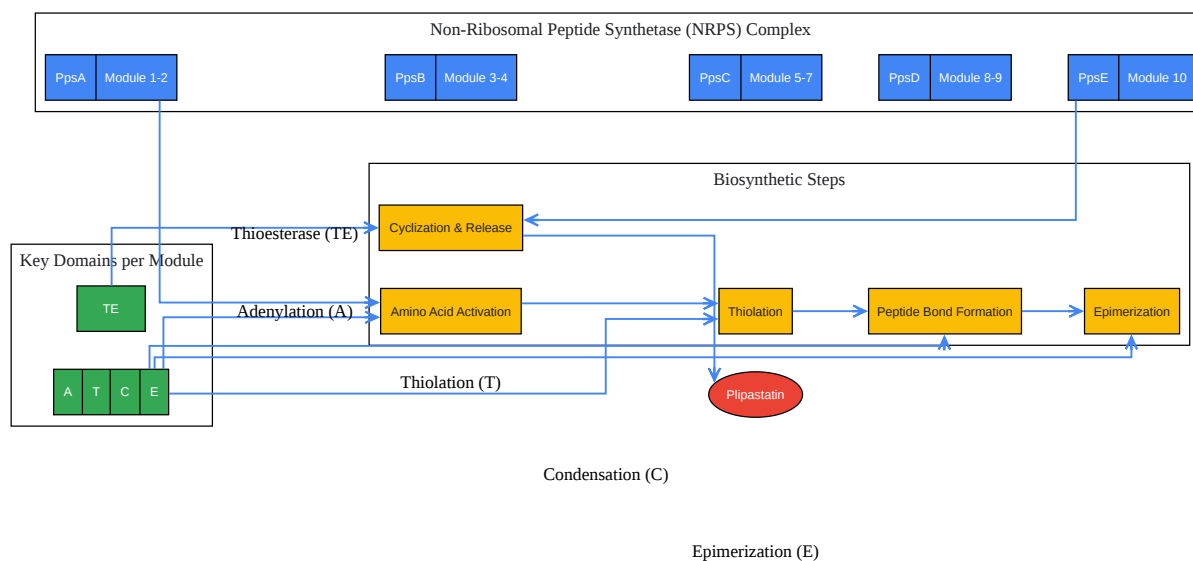 Non-Ribosomal Peptide Synthetase (NRPS) Complex
PpsA Module 1-2
PpsB Module 3-4
PpsC Module 5-7
PpsD Module 8-9
PpsE Module 10
Biosynthetic Steps
Cyclization & Release
Thioesterase (TE)
Key Domains per Module
TE
Adenylation (A)
Amino Acid Activation
Thiolation
Peptide Bond Formation
Epimerization
A T C E
Thiolation (T)
Plipastatin
Condensation (C)
Epimerization (E)